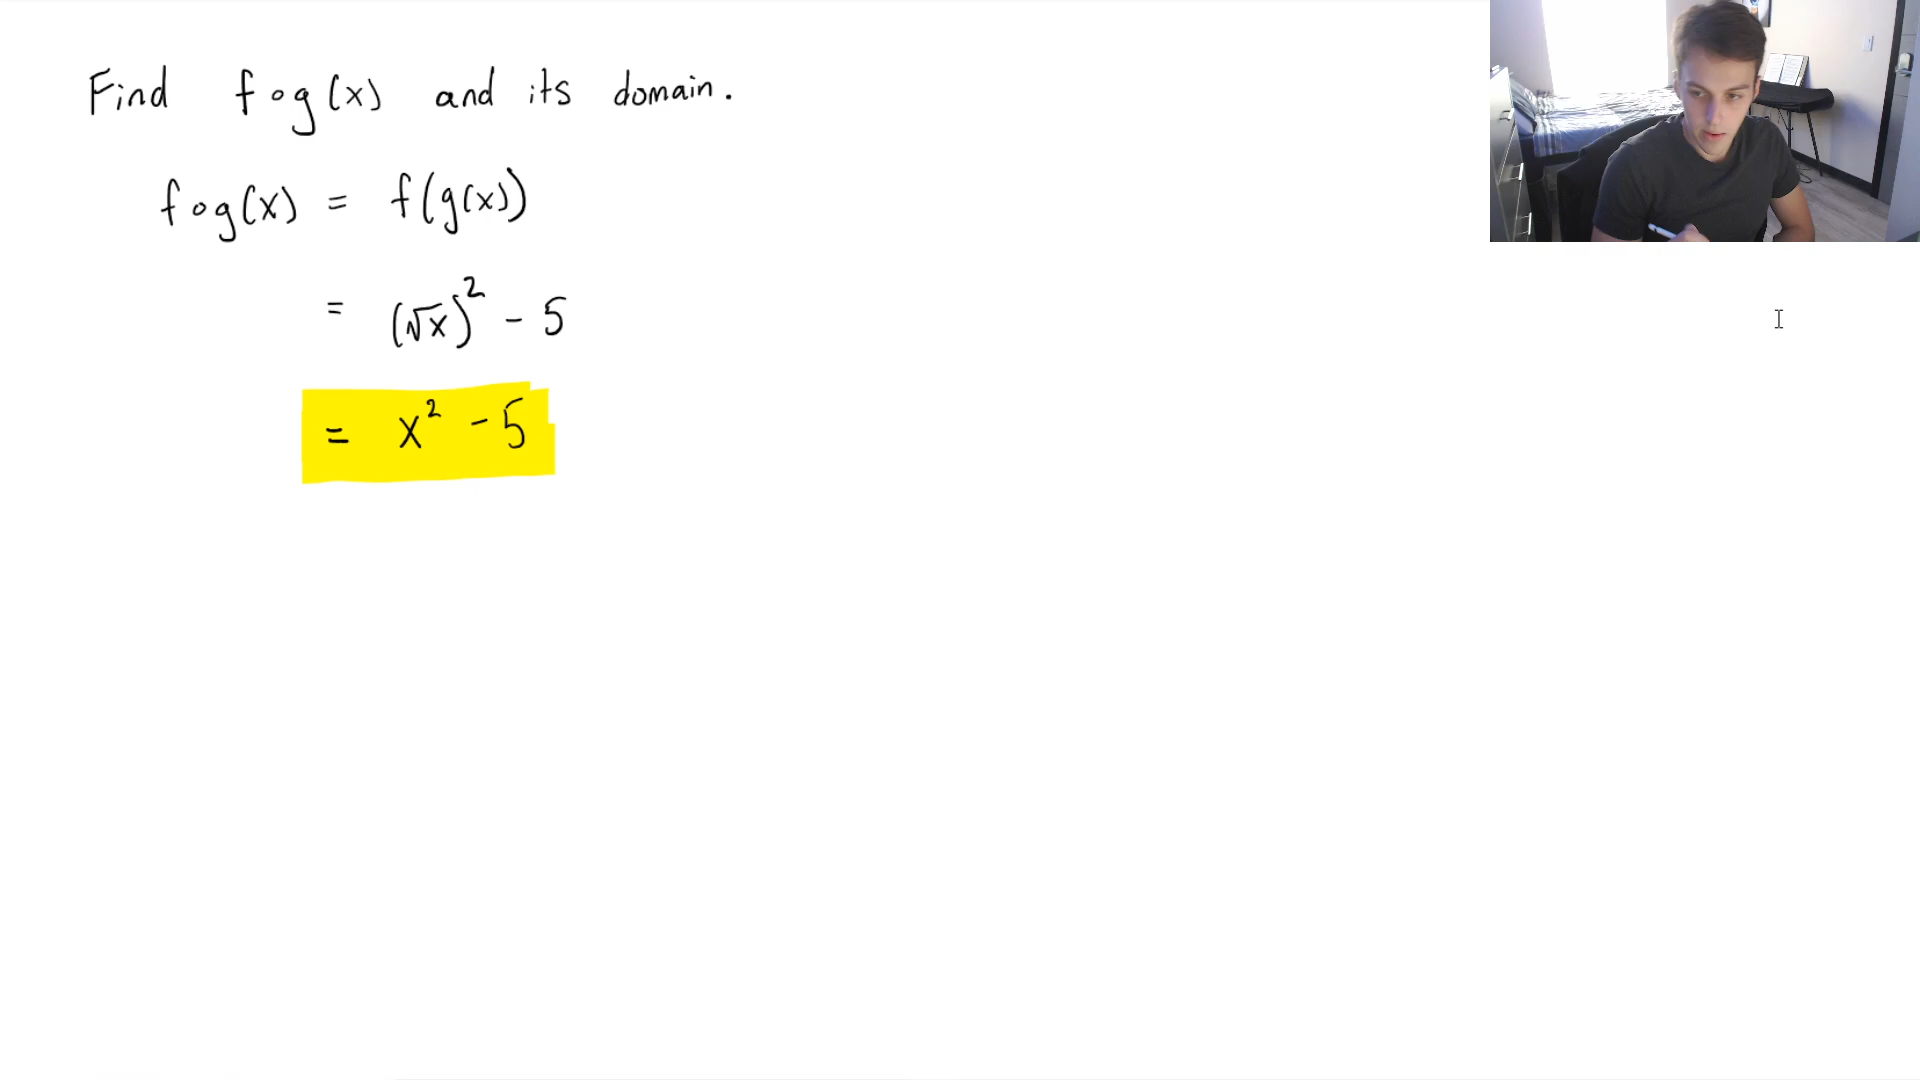 Find f∘g(x) and its domain.
f∘g(x) = f(g(x))
= (√x)² - 5
= x² - 5